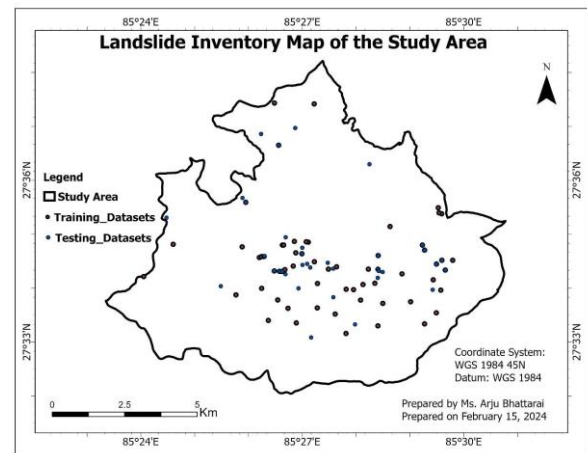 85°24'E 85°27'E 85°30'E
Landslide Inventory Map of the Study Area
N
27°36'N
27°36'N
Legend
Study Area
Training_Datasets
Testing_Datasets
27°33'N
27°33'N
Coordinate System:
WGS 1984 45N
Datum: WGS 1984
0 2.5 5
Km
Prepared by Ms. Arju Bhattarai
Prepared on February 15, 2024
85°24'E 85°27'E 85°30'E